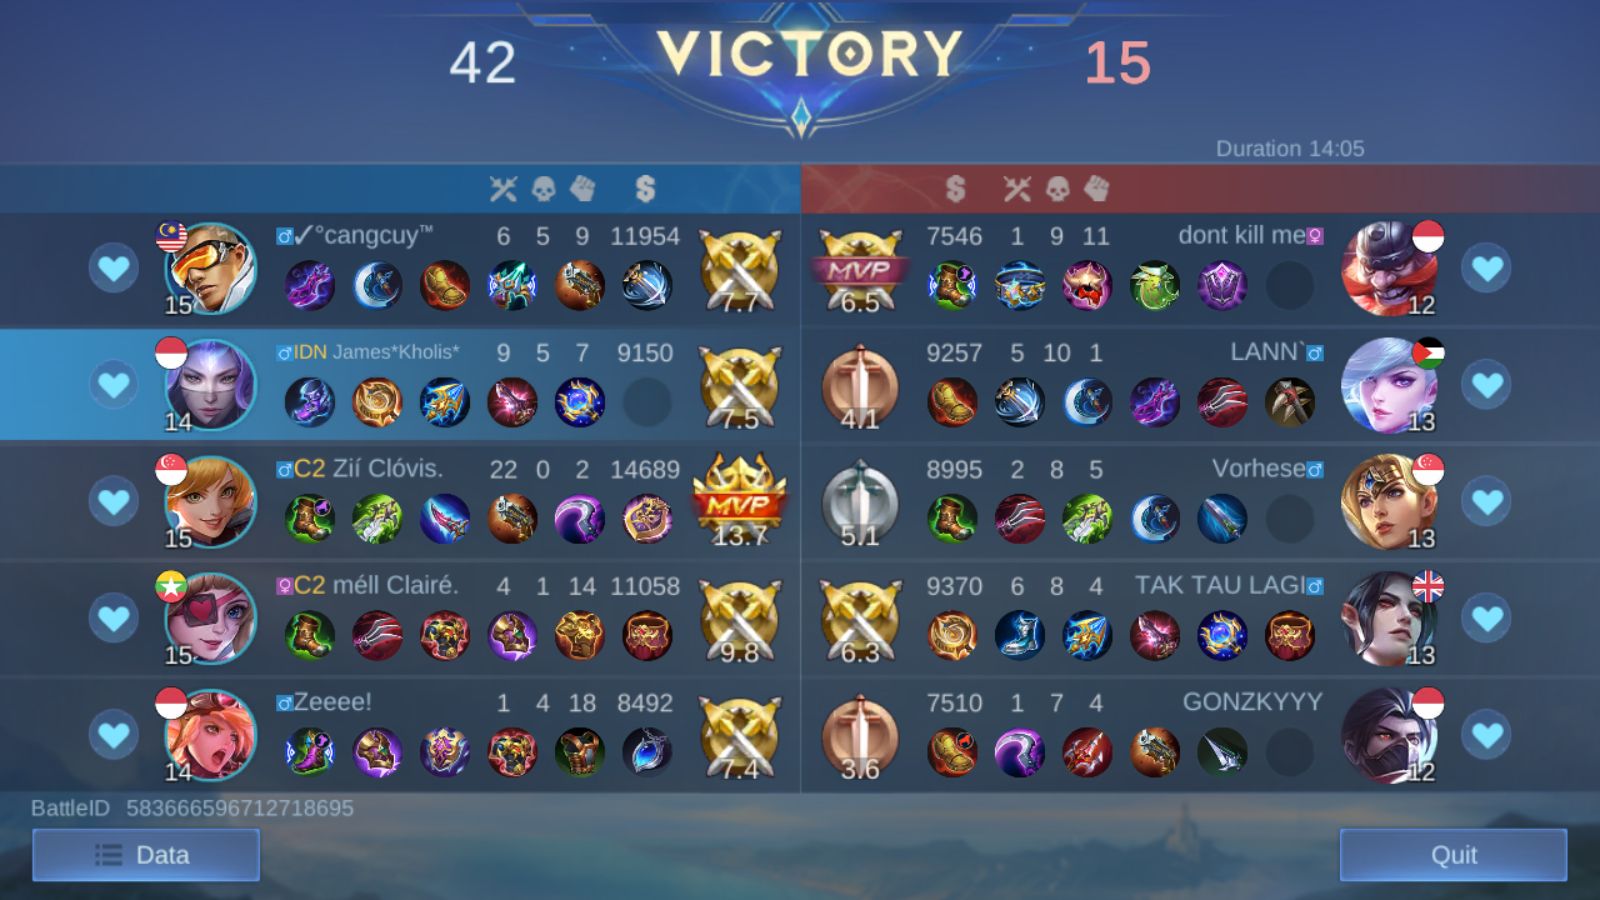 42 VICTORY 15
Duration 14:05
✓°cangcuy™ 6 5 9 11954 7.7 15
MVP 6.5 7546 1 9 11 dont kill me 12
IDN James*Kholis* 9 5 7 9150 7.5 14
4.1 9257 5 10 1 LANN` 13
C2 Zií Clóvis. 22 0 2 14689 MVP 13.7 15
5.1 8995 2 8 5 Vorhese 13
C2 méll Clairé. 4 1 14 11058 9.8 15
6.3 9370 6 8 4 TAK TAU LAGI 13
Zeeee! 1 4 18 8492 7.4 14
3.6 7510 1 7 4 GONZKYYY 12
BattleID 583666596712718695
Data
Quit